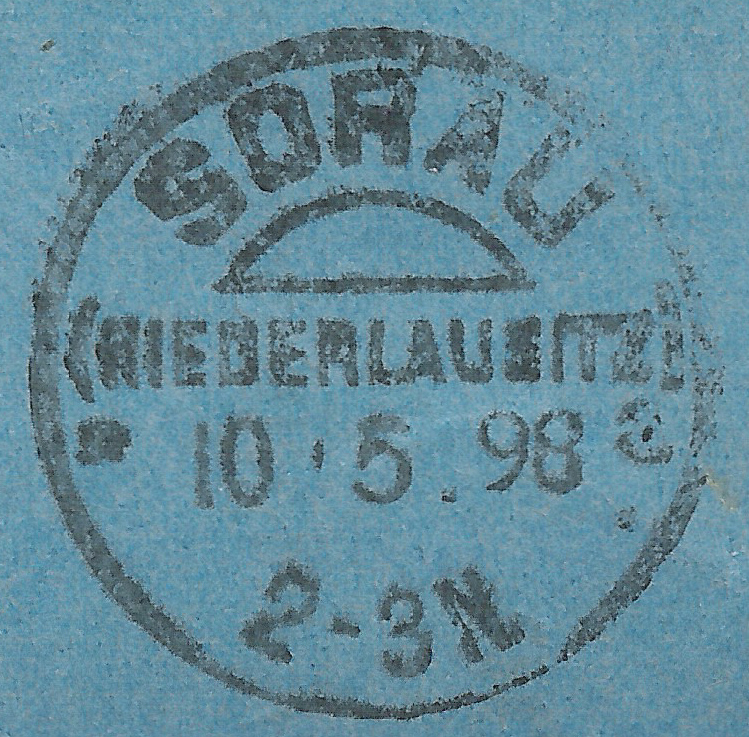 SORAU
(NIEDERLAUSITZ)
* 10.5.98 *
2-3N